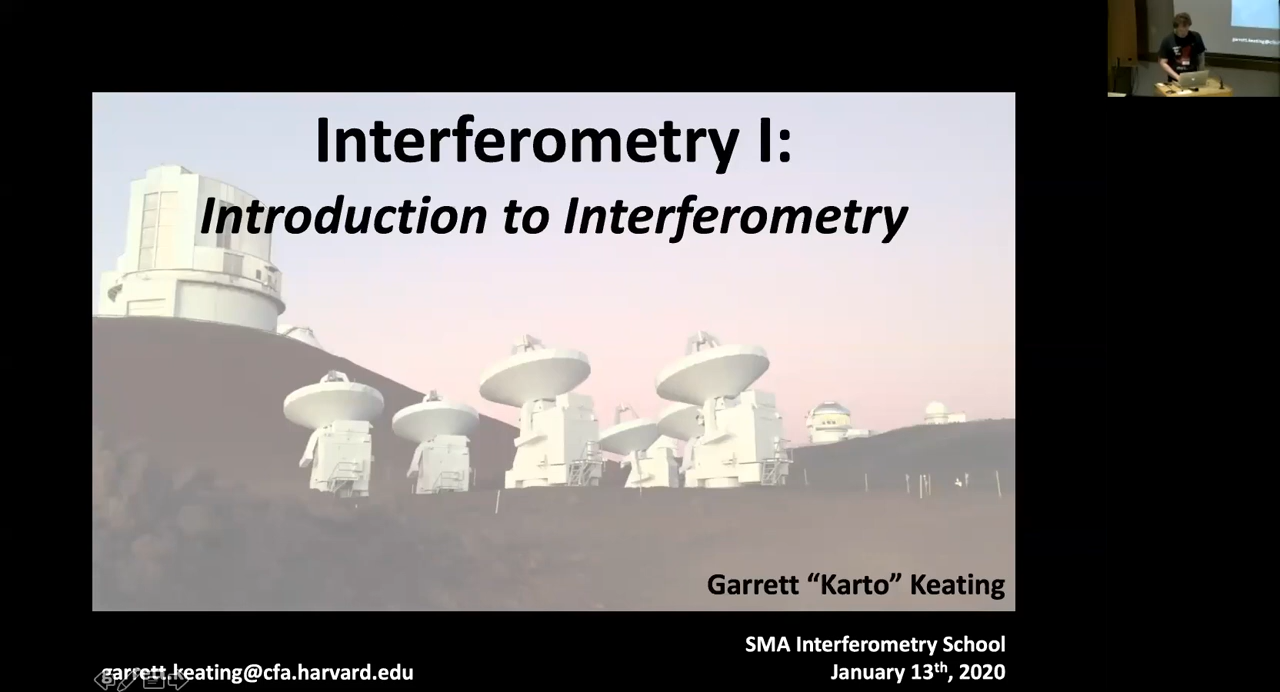 Interferometry I:
Introduction to Interferometry
Garrett “Karto” Keating
SMA Interferometry School
garrett.keating@cfa.harvard.edu
January 13th, 2020